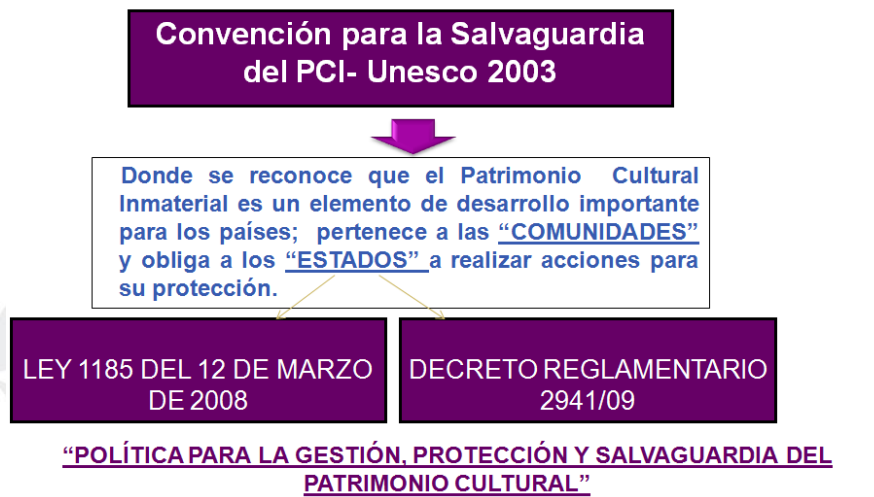 Convención para la Salvaguardia
del PCI- Unesco 2003
Donde se reconoce que el Patrimonio Cultural
Inmaterial es un elemento de desarrollo importante
para los países; pertenece a las “COMUNIDADES”
y obliga a los “ESTADOS” a realizar acciones para
su protección.
LEY 1185 DEL 12 DE MARZO
DE 2008
DECRETO REGLAMENTARIO
2941/09
“POLÍTICA PARA LA GESTIÓN, PROTECCIÓN Y SALVAGUARDIA DEL
PATRIMONIO CULTURAL”